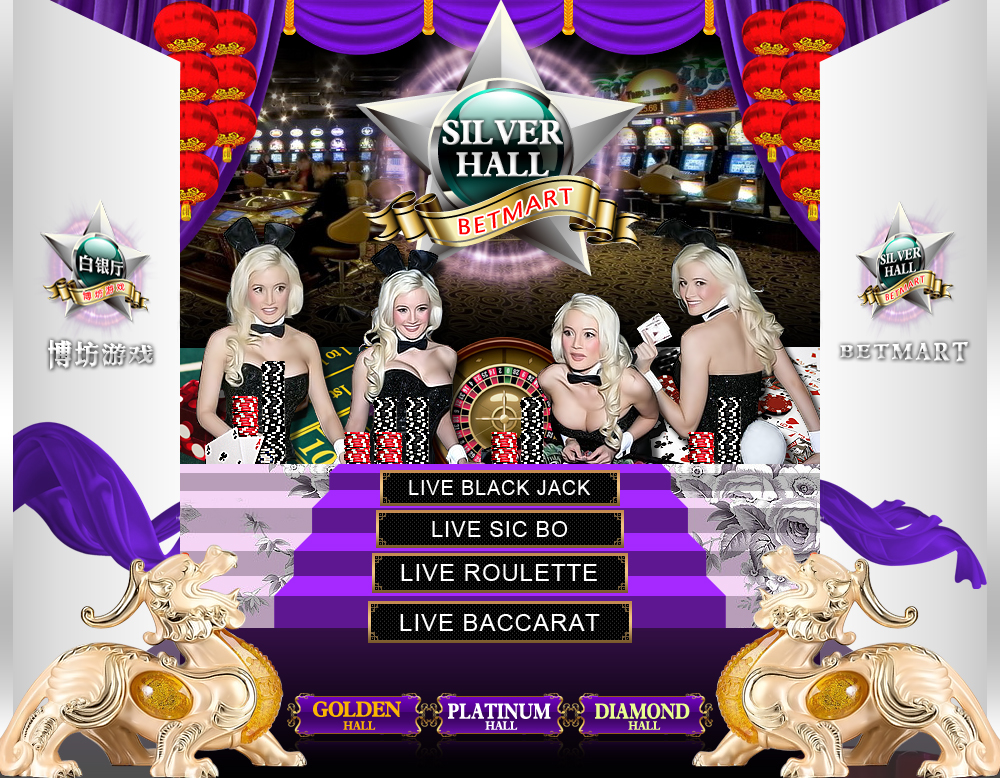 SILVER
HALL
BETMART
白银厅
博坊游戏
博坊游戏
SILVER
HALL
BETMART
BETMART
LIVE BLACK JACK
LIVE SIC BO
LIVE ROULETTE
LIVE BACCARAT
GOLDEN
HALL
PLATINUM
HALL
DIAMOND
HALL